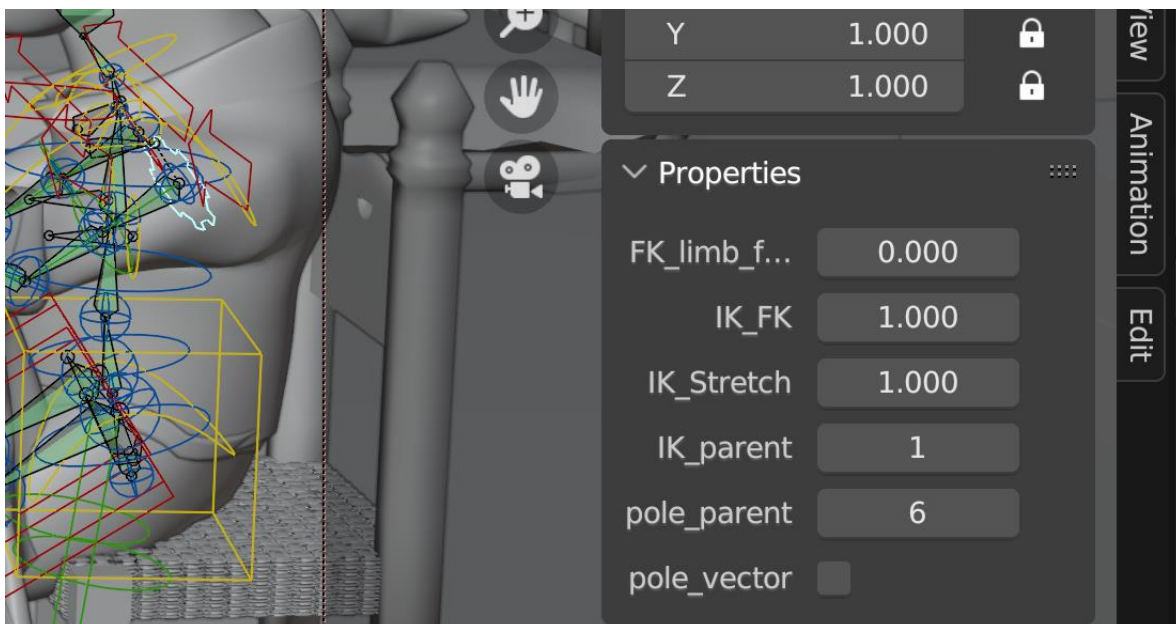 Y 1.000
Z 1.000
Properties
FK_limb_f... 0.000
IK_FK 1.000
IK_Stretch 1.000
IK_parent 1
pole_parent 6
pole_vector
View
Animation
Edit